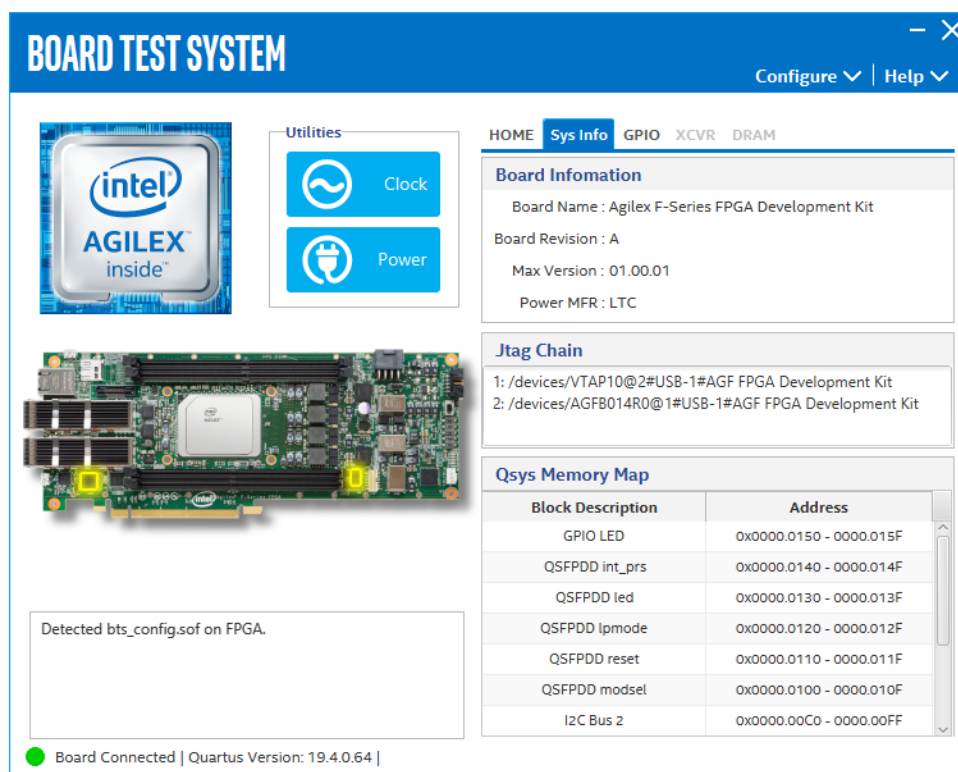 BOARD TEST SYSTEM
Configure | Help
intel
AGILEX™
inside™
Utilities
Clock
Power
HOME Sys Info GPIO XCVR DRAM
Board Infomation
Board Name : Agilex F-Series FPGA Development Kit
Board Revision : A
Max Version : 01.00.01
Power MFR : LTC
Jtag Chain
1: /devices/VTAP10@2#USB-1#AGF FPGA Development Kit
2: /devices/AGFB014R0@1#USB-1#AGF FPGA Development Kit
Qsys Memory Map
Block Description Address
GPIO LED 0x0000.0150 - 0000.015F
QSFPDD int_prs 0x0000.0140 - 0000.014F
QSFPDD led 0x0000.0130 - 0000.013F
QSFPDD lpmode 0x0000.0120 - 0000.012F
QSFPDD reset 0x0000.0110 - 0000.011F
QSFPDD modsel 0x0000.0100 - 0000.010F
I2C Bus 2 0x0000.00C0 - 0000.00FF
intel
Detected bts_config.sof on FPGA.
Board Connected | Quartus Version: 19.4.0.64 |